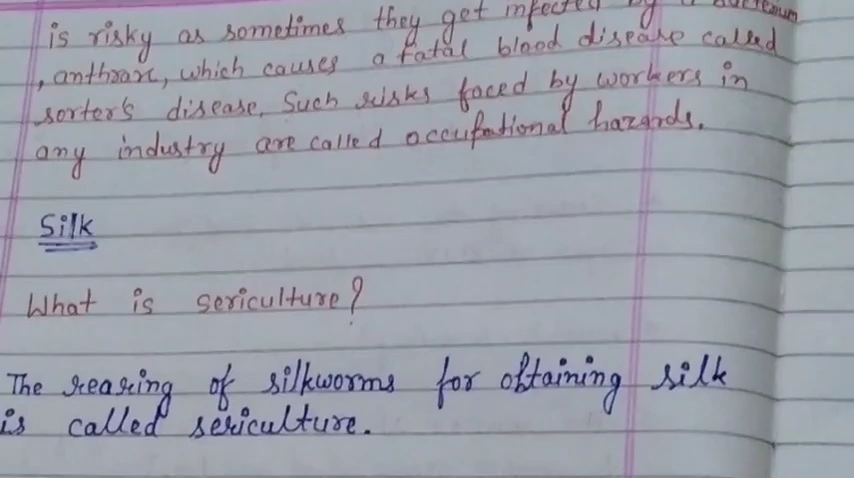 is risky as sometimes they get infected by a bacterium
, anthrax, which causes a fatal blood disease called
sorter's disease. Such risks faced by workers in
any industry are called occupational hazards.
Silk
What is sericulture?
The rearing of silkworms for obtaining silk
is called sericulture.